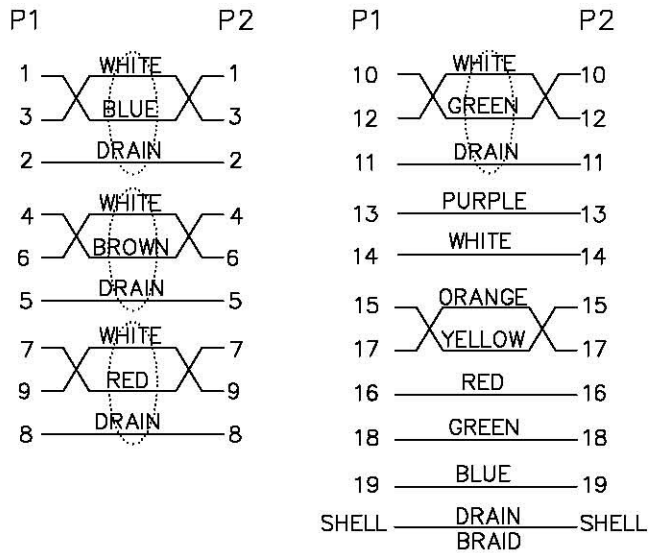 P1 P2
1 WHITE 1
3 BLUE 3
2 DRAIN 2
4 WHITE 4
6 BROWN 6
5 DRAIN 5
7 WHITE 7
9 RED 9
8 DRAIN 8
P1 P2
10 WHITE 10
12 GREEN 12
11 DRAIN 11
13 PURPLE 13
14 WHITE 14
15 ORANGE 15
17 YELLOW 17
16 RED 16
18 GREEN 18
19 BLUE 19
SHELL DRAIN SHELL
BRAID